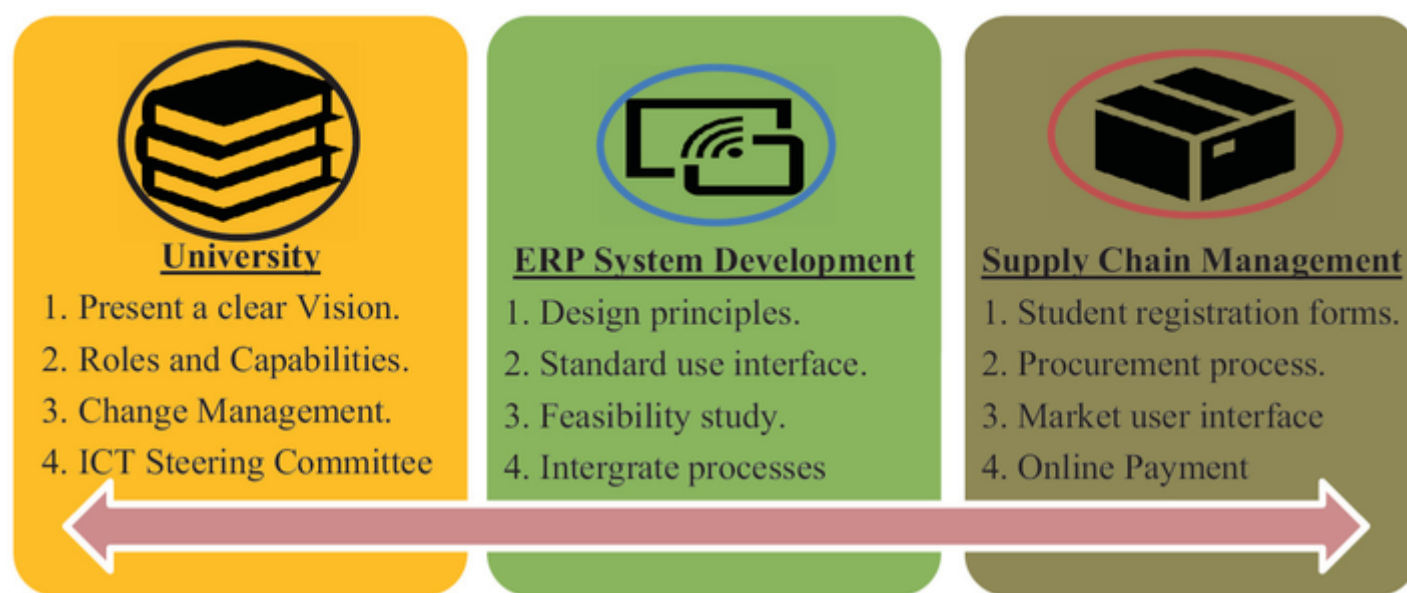 University
1. Present a clear Vision.
2. Roles and Capabilities.
3. Change Management.
4. ICT Steering Committee
ERP System Development
1. Design principles.
2. Standard use interface.
3. Feasibility study.
4. Intergrate processes
Supply Chain Management
1. Student registration forms.
2. Procurement process.
3. Market user interface
4. Online Payment